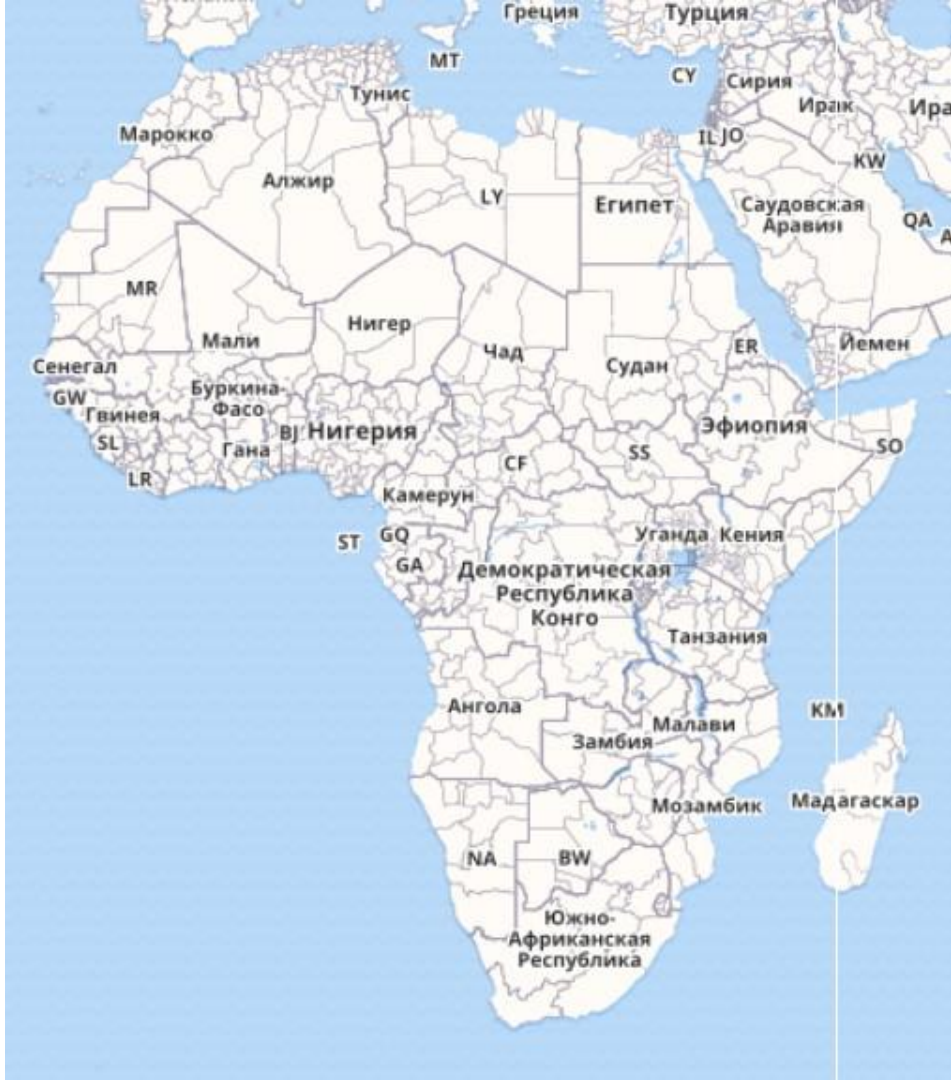 Греция
Турция
MT
CY
Сирия
Тунис
Ирак
Ира
Марокко
IL
JO
KW
Алжир
LY
Египет
Саудовская
Аравия
QA
A
MR
Нигер
Мали
Чад
Судан
ER
Йемен
Сенегал
Буркина-
Фасо
GW
Гвинея
BJ
Нигерия
Эфиопия
SL
Гана
CF
SS
SO
LR
Камерун
ST
GQ
Уганда
Кения
GA
Демократическая
Республика
Конго
Танзания
Ангола
KM
Малави
Замбия
Мозамбик
Мадагаскар
NA
BW
Южно-
Африканская
Республика